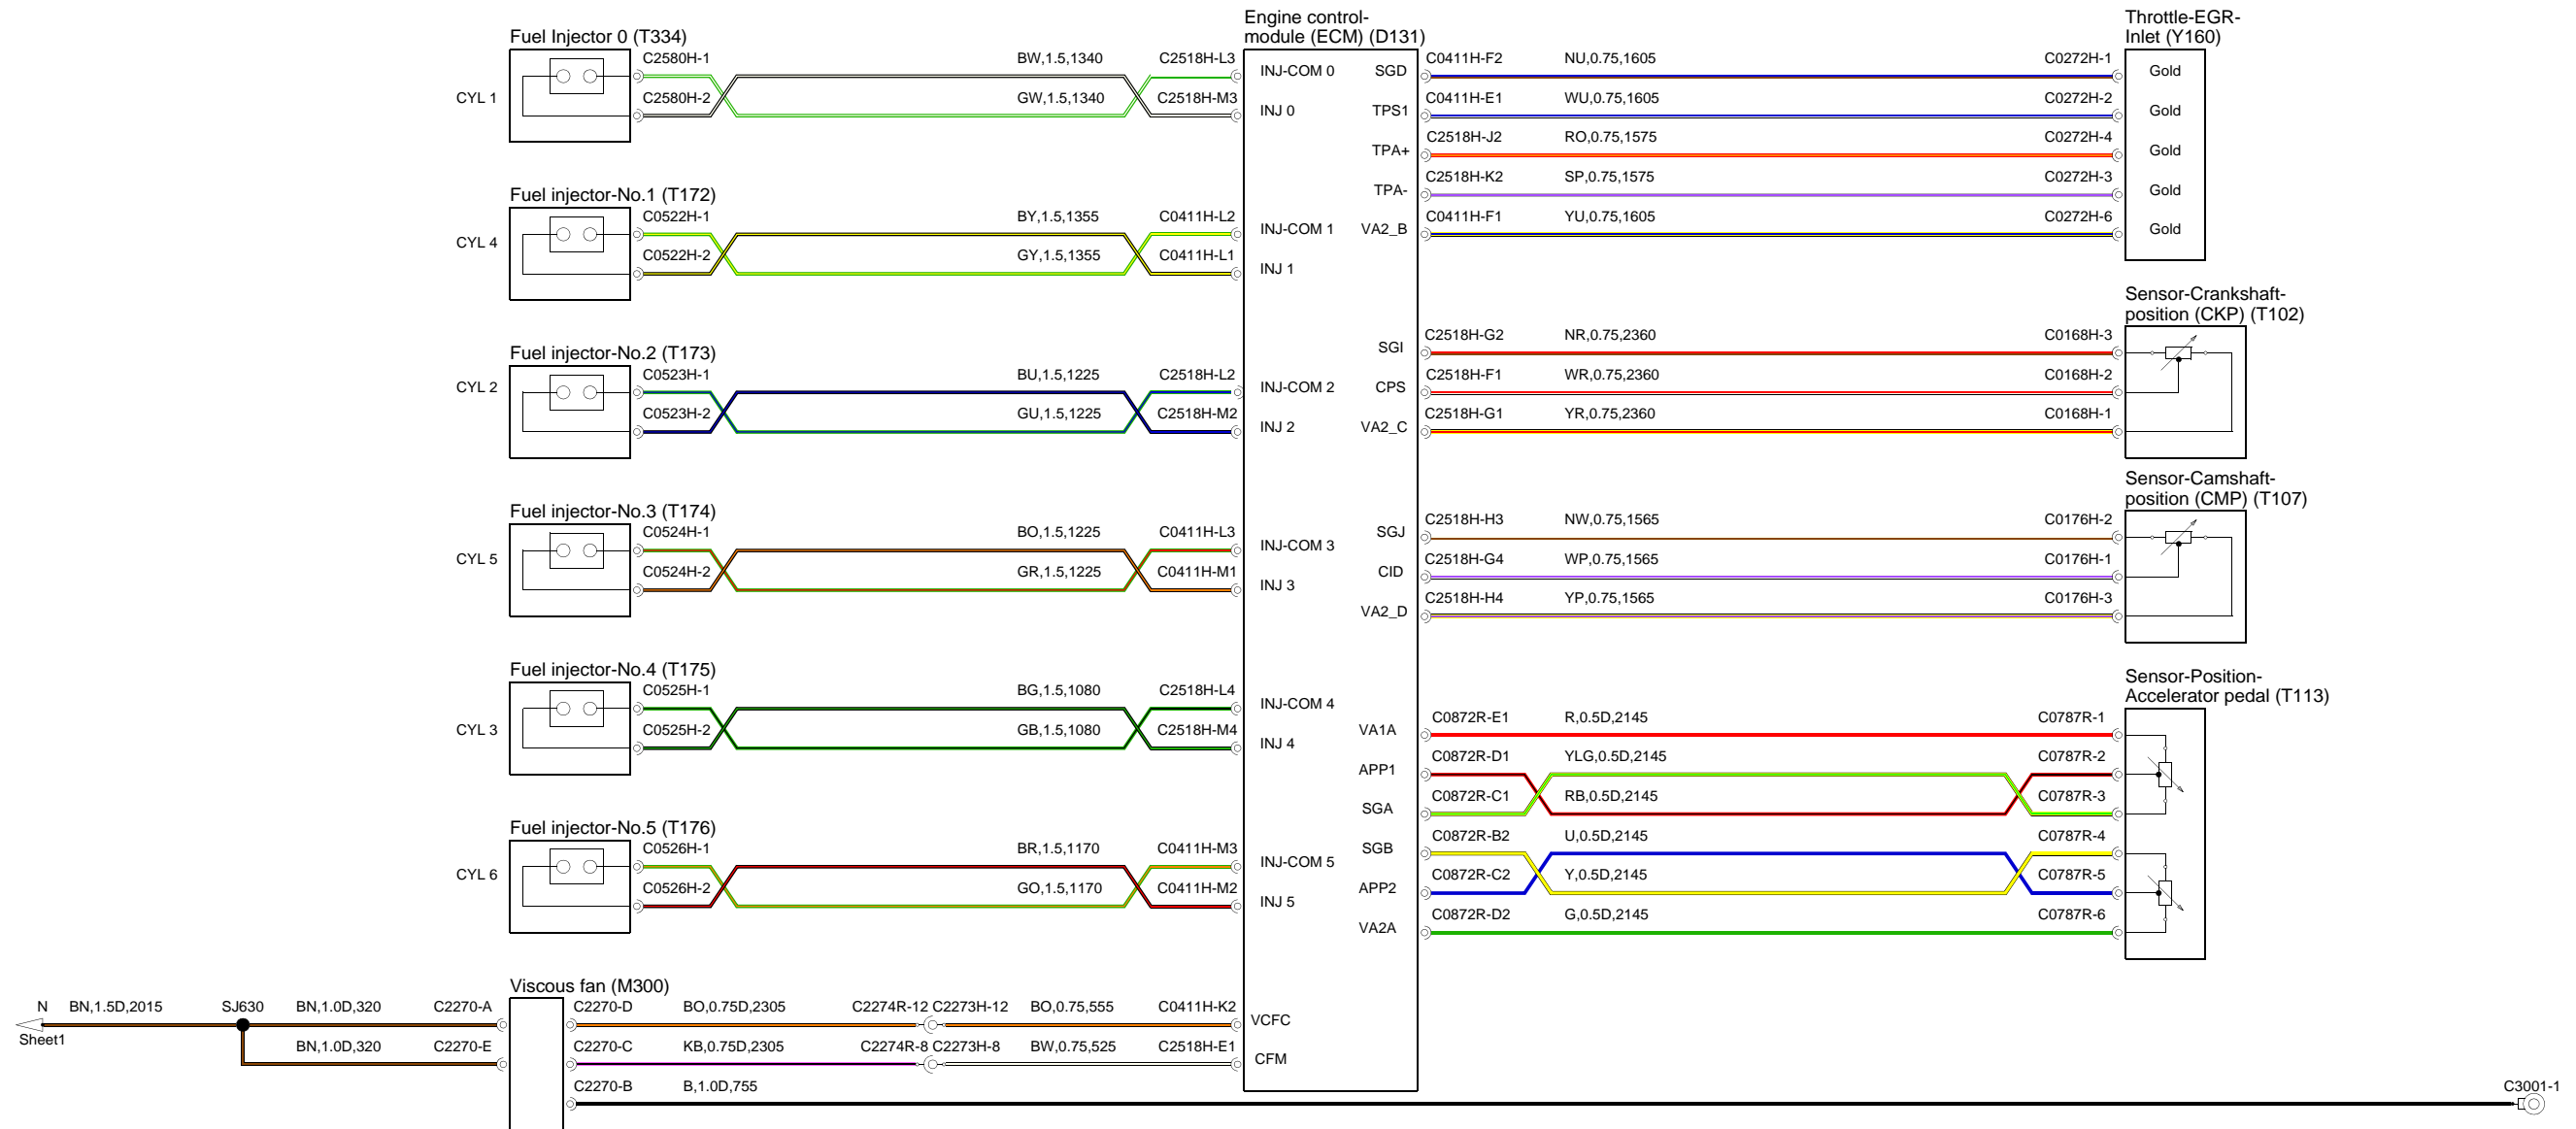 Engine control-
module (ECM) (D131)
Throttle-EGR-
Inlet (Y160)
Fuel Injector 0 (T334)
CYL 1
C2580H-1
BW,1.5,1340
C2518H-L3
INJ-COM 0
C2580H-2
GW,1.5,1340
C2518H-M3
INJ 0
SGD
C0411H-F2
NU,0.75,1605
C0272H-1
Gold
TPS1
C0411H-E1
WU,0.75,1605
C0272H-2
Gold
TPA+
C2518H-J2
RO,0.75,1575
C0272H-4
Gold
TPA-
C2518H-K2
SP,0.75,1575
C0272H-3
Gold
VA2_B
C0411H-F1
YU,0.75,1605
C0272H-6
Gold
Fuel injector-No.1 (T172)
CYL 4
C0522H-1
BY,1.5,1355
C0411H-L2
INJ-COM 1
C0522H-2
GY,1.5,1355
C0411H-L1
INJ 1
Sensor-Crankshaft-
position (CKP) (T102)
SGI
C2518H-G2
NR,0.75,2360
C0168H-3
CPS
C2518H-F1
WR,0.75,2360
C0168H-2
VA2_C
C2518H-G1
YR,0.75,2360
C0168H-1
Fuel injector-No.2 (T173)
CYL 2
C0523H-1
BU,1.5,1225
C2518H-L2
INJ-COM 2
C0523H-2
GU,1.5,1225
C2518H-M2
INJ 2
Sensor-Camshaft-
position (CMP) (T107)
SGJ
C2518H-H3
NW,0.75,1565
C0176H-2
CID
C2518H-G4
WP,0.75,1565
C0176H-1
VA2_D
C2518H-H4
YP,0.75,1565
C0176H-3
Fuel injector-No.3 (T174)
CYL 5
C0524H-1
BO,1.5,1225
C0411H-L3
INJ-COM 3
C0524H-2
GR,1.5,1225
C0411H-M1
INJ 3
Fuel injector-No.4 (T175)
CYL 3
C0525H-1
BG,1.5,1080
C2518H-L4
INJ-COM 4
C0525H-2
GB,1.5,1080
C2518H-M4
INJ 4
Sensor-Position-
Accelerator pedal (T113)
VA1A
C0872R-E1
R,0.5D,2145
C0787R-1
APP1
C0872R-D1
YLG,0.5D,2145
C0787R-2
SGA
C0872R-C1
RB,0.5D,2145
C0787R-3
SGB
C0872R-B2
U,0.5D,2145
C0787R-4
APP2
C0872R-C2
Y,0.5D,2145
C0787R-5
VA2A
C0872R-D2
G,0.5D,2145
C0787R-6
Fuel injector-No.5 (T176)
CYL 6
C0526H-1
BR,1.5,1170
C0411H-M3
INJ-COM 5
C0526H-2
GO,1.5,1170
C0411H-M2
INJ 5
Viscous fan (M300)
N
Sheet1
BN,1.5D,2015
SJ630
BN,1.0D,320
C2270-A
BN,1.0D,320
C2270-E
C2270-D
BO,0.75D,2305
C2274R-12
C2273H-12
BO,0.75,555
C0411H-K2
VCFC
C2270-C
KB,0.75D,2305
C2274R-8
C2273H-8
BW,0.75,525
C2518H-E1
CFM
C2270-B
B,1.0D,755
C3001-1